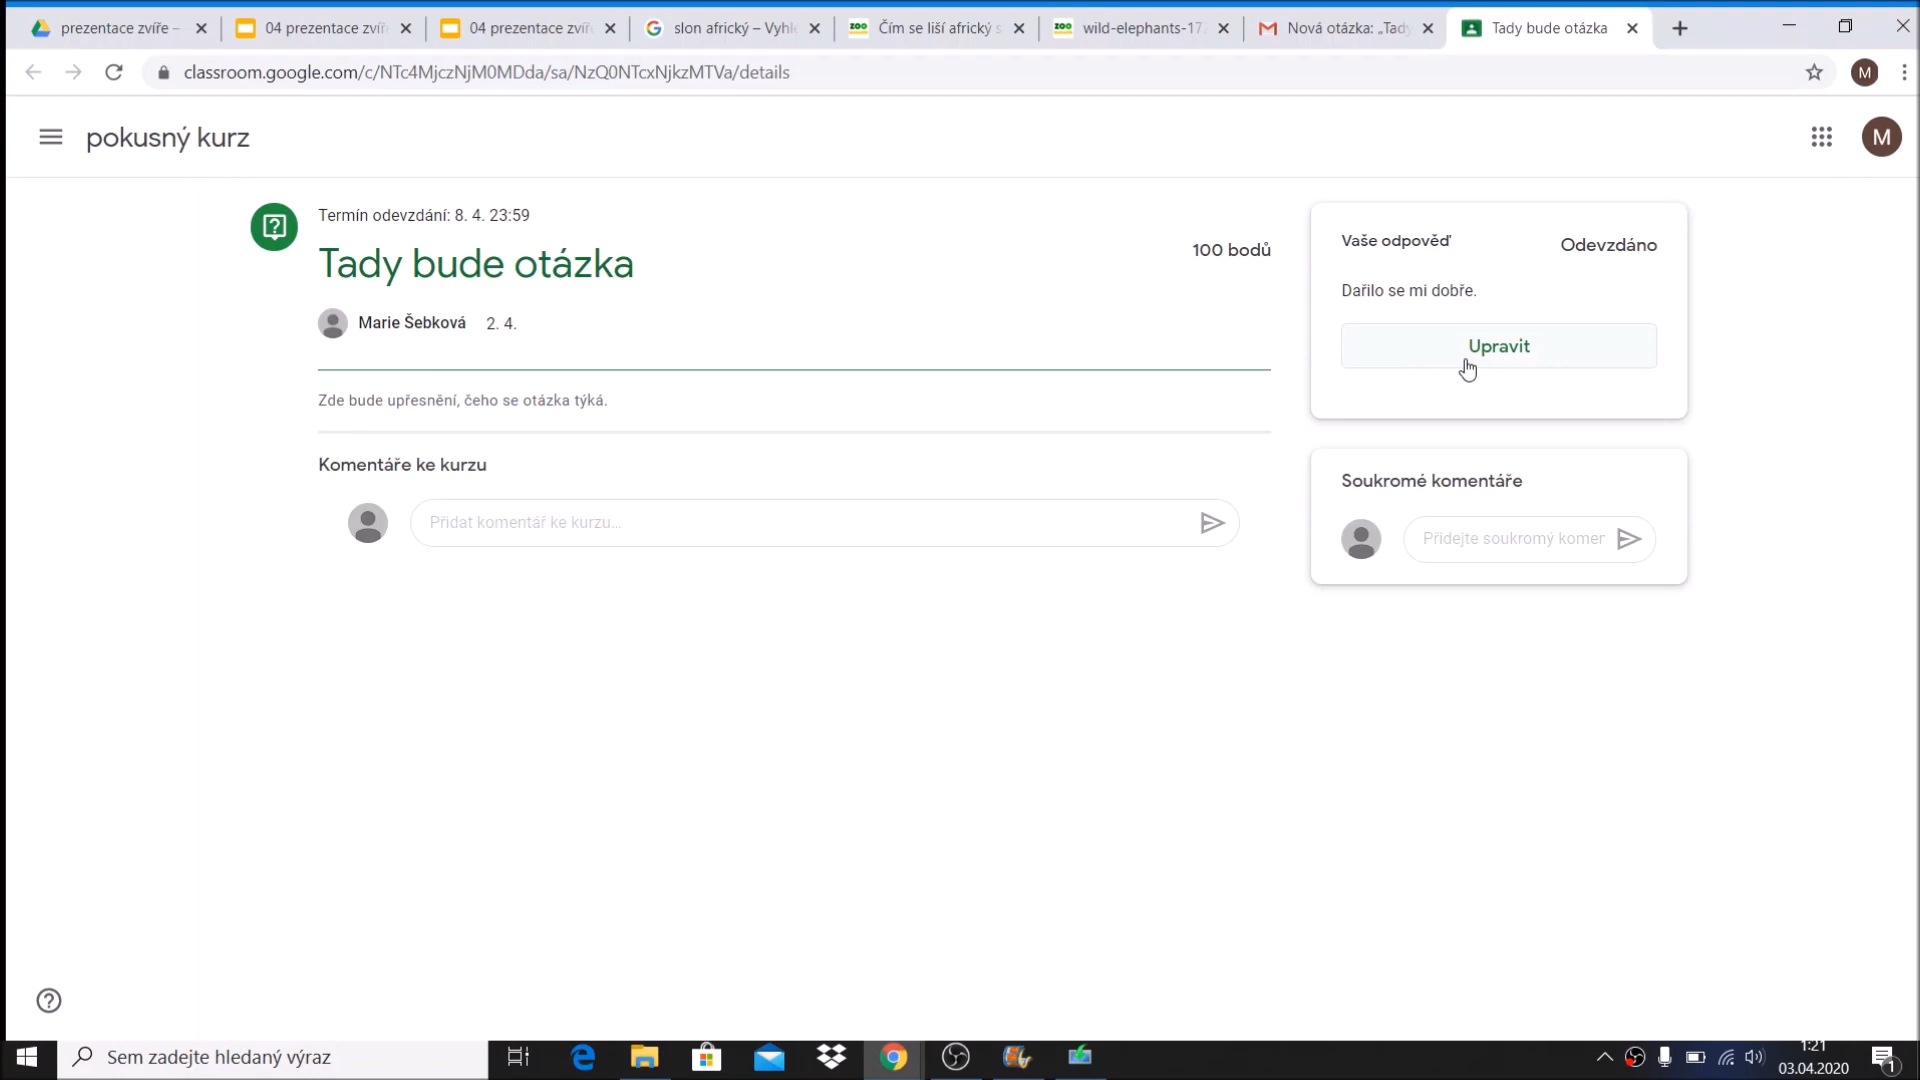 prezentace zvíře –
04 prezentace zvíř
04 prezentace zvíř
slon africký – Vyhl
Čím se liší africký s
wild-elephants-17
Nová otázka: „Tady
Tady bude otázka
classroom.google.com/c/NTc4MjczNjM0MDda/sa/NzQ0NTcxNjkzMTVa/details
M
pokusný kurz
M
Termín odevzdání: 8. 4. 23:59
Tady bude otázka
100 bodů
Marie Šebková 2. 4.
Zde bude upřesnění, čeho se otázka týká.
Komentáře ke kurzu
Přidat komentář ke kurzu...
Vaše odpověď
Odevzdáno
Dařilo se mi dobře.
Upravit
Soukromé komentáře
Přidejte soukromý komer
Sem zadejte hledaný výraz
1:21
03.04.2020
1